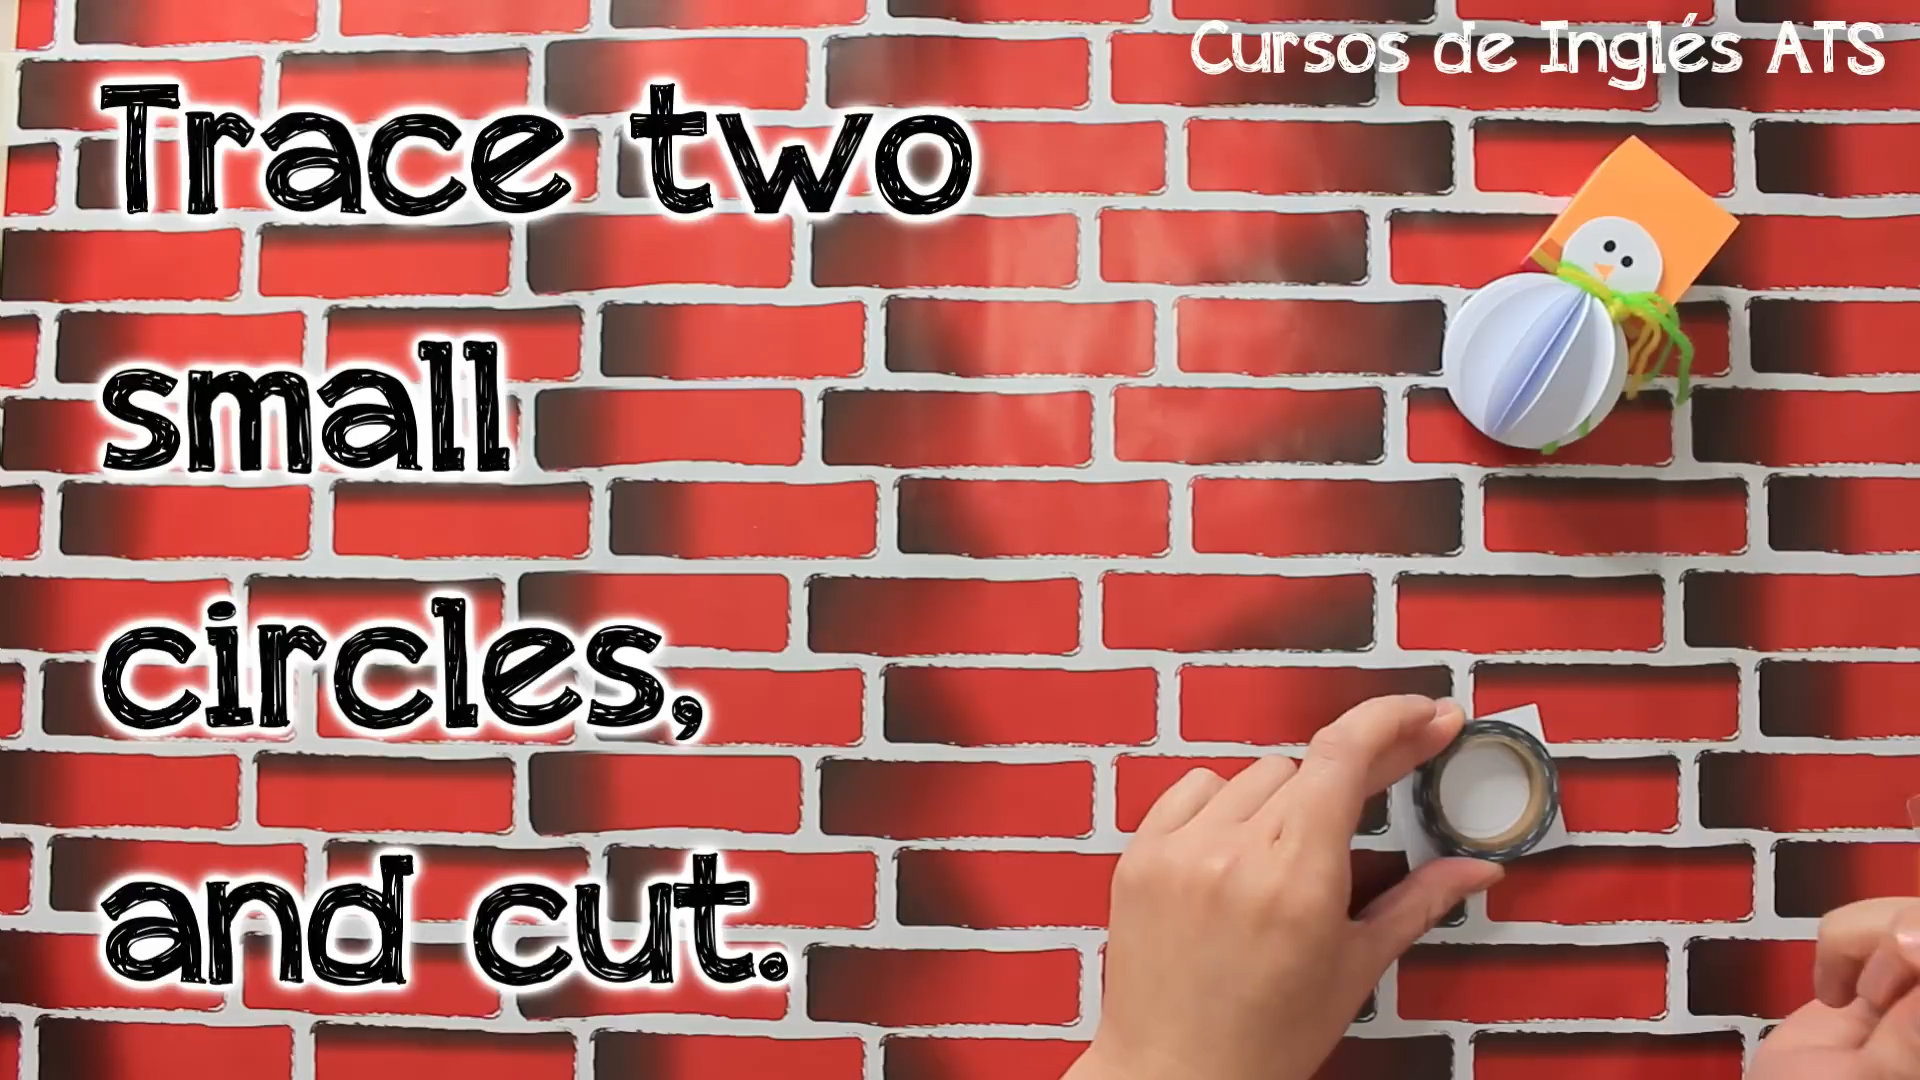 Cursos de Inglés ATS
Trace two
small
circles,
and cut.